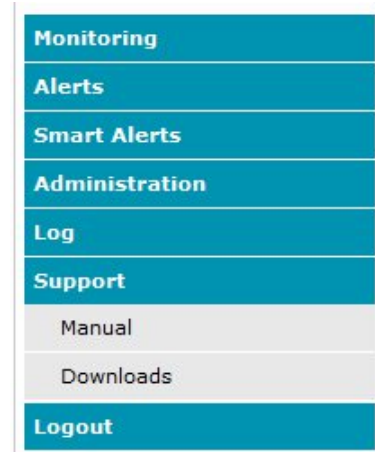 Monitoring
Alerts
Smart Alerts
Administration
Log
Support
Manual
Downloads
Logout